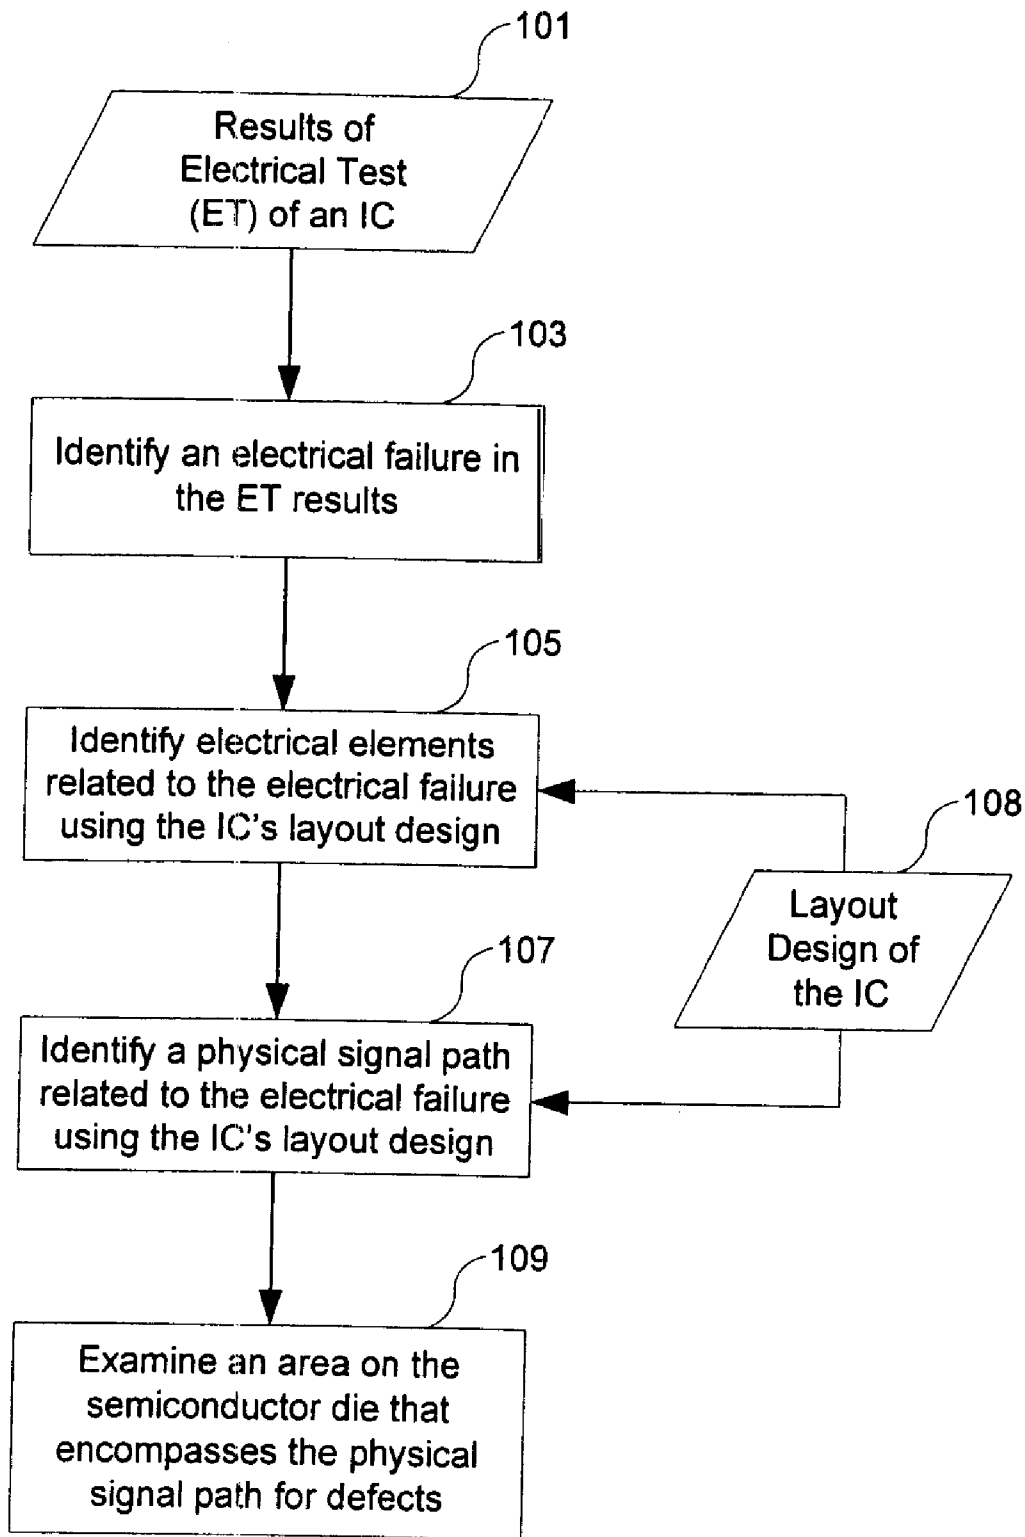 101
Results of
Electrical Test
(ET) of an IC
103
Identify an electrical failure in
the ET results
105
Identify electrical elements
related to the electrical failure
using the IC's layout design
108
Layout
Design of
the IC
107
Identify a physical signal path
related to the electrical failure
using the IC's layout design
109
Examine an area on the
semiconductor die that
encompasses the physical
signal path for defects